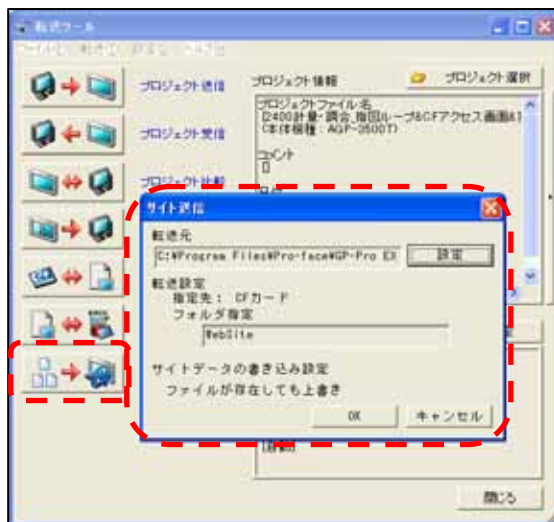 転送ツール
プロジェクト送信
プロジェクト情報
プロジェクト選択
プロジェクト受信
プロジェクトファイル名
(本体機種: AGP-3500T)
コメント
プロジェクト比較
サイト送信
転送元
C:¥Program Files¥Pro-face¥GP-Pro EX
設定
転送設定
指定先: CFカード
フォルダ指定
WebSite
サイトデータの書き込み設定
ファイルが存在しても上書き
OK
キャンセル
閉じる